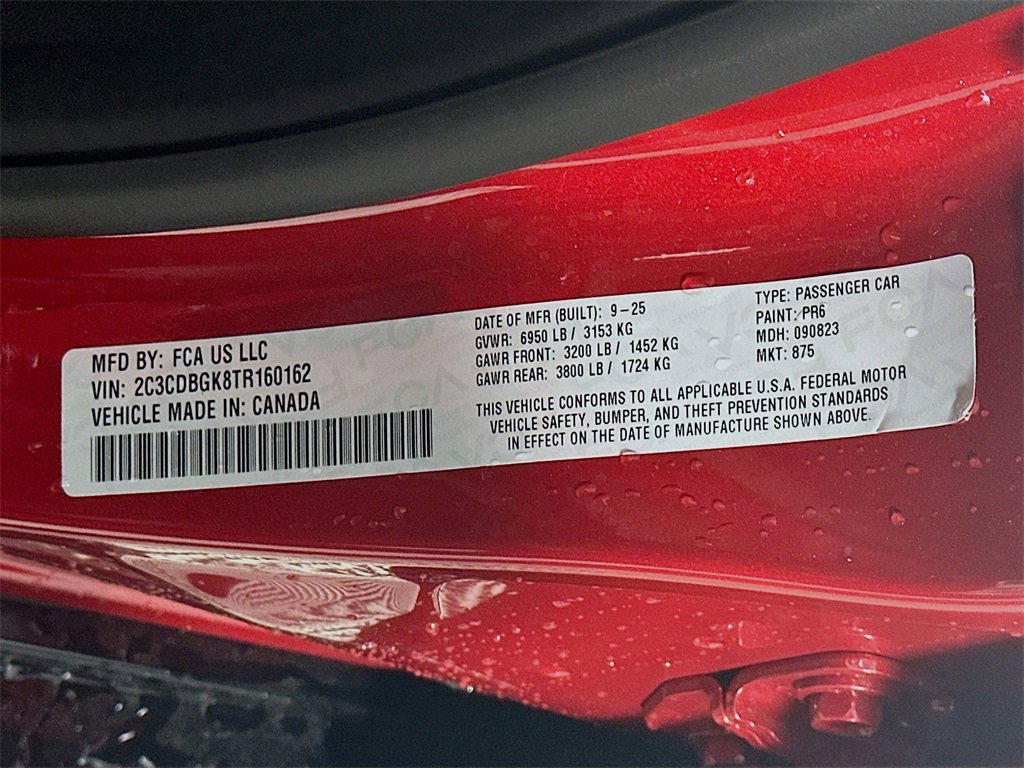 MFD BY: FCA US LLC
VIN: 2C3CDBGK8TR160162
VEHICLE MADE IN: CANADA
DATE OF MFR (BUILT): 9-25
GVWR: 6950 LB / 3153 KG
GAWR FRONT: 3200 LB / 1452 KG
GAWR REAR: 3800 LB / 1724 KG
TYPE: PASSENGER CAR
PAINT: PR6
MDH: 090823
MKT: 875
THIS VEHICLE CONFORMS TO ALL APPLICABLE U.S.A. FEDERAL MOTOR
VEHICLE SAFETY, BUMPER, AND THEFT PREVENTION STANDARDS
IN EFFECT ON THE DATE OF MANUFACTURE SHOWN ABOVE.